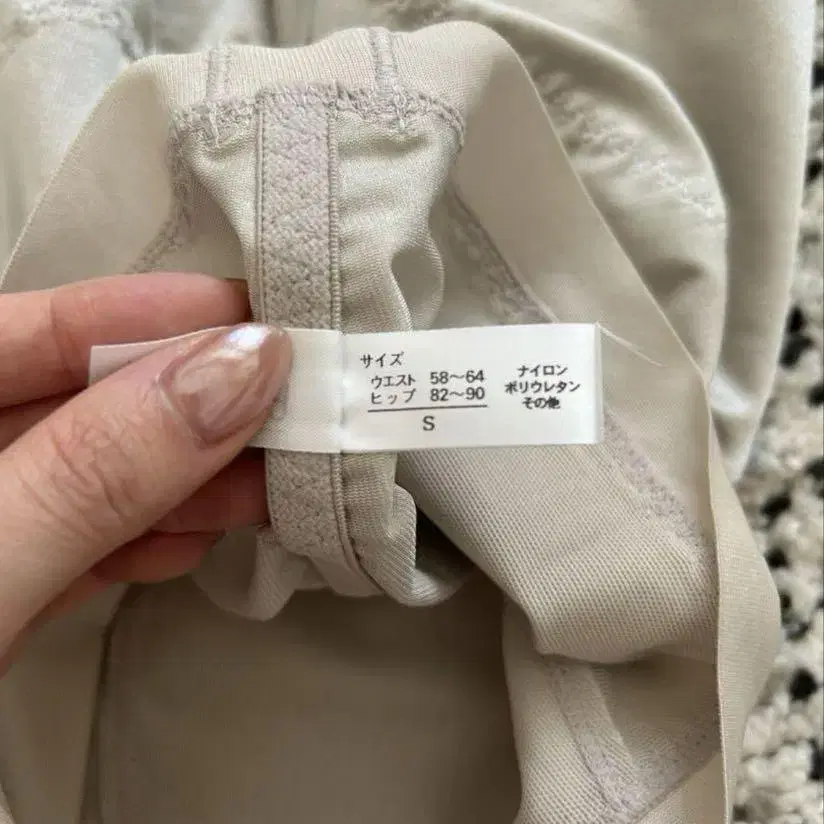 サイズ
ウエスト 58～64
ヒップ 82～90
S
ナイロン
ポリウレタン
その他